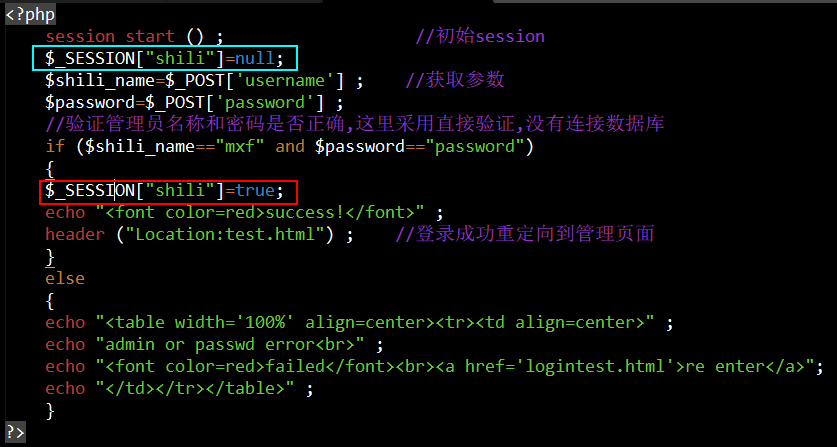 <?php
session start () ; //初始session
$_SESSION["shili"]=null;
$shili_name=$_POST['username'] ; //获取参数
$password=$_POST['password'] ;
//验证管理员名称和密码是否正确,这里采用直接验证,没有连接数据库
if ($shili_name=="mxf" and $password=="password")
{
$_SESSION["shili"]=true;
echo "<font color=red>success!</font>" ;
header ("Location:test.html") ; //登录成功重定向到管理页面
}
else
{
echo "<table width='100%' align=center><tr><td align=center>" ;
echo "admin or passwd error<br>" ;
echo "<font color=red>failed</font><br><a href='logintest.html'>re enter</a>";
echo "</td></tr></table>" ;
}
?>